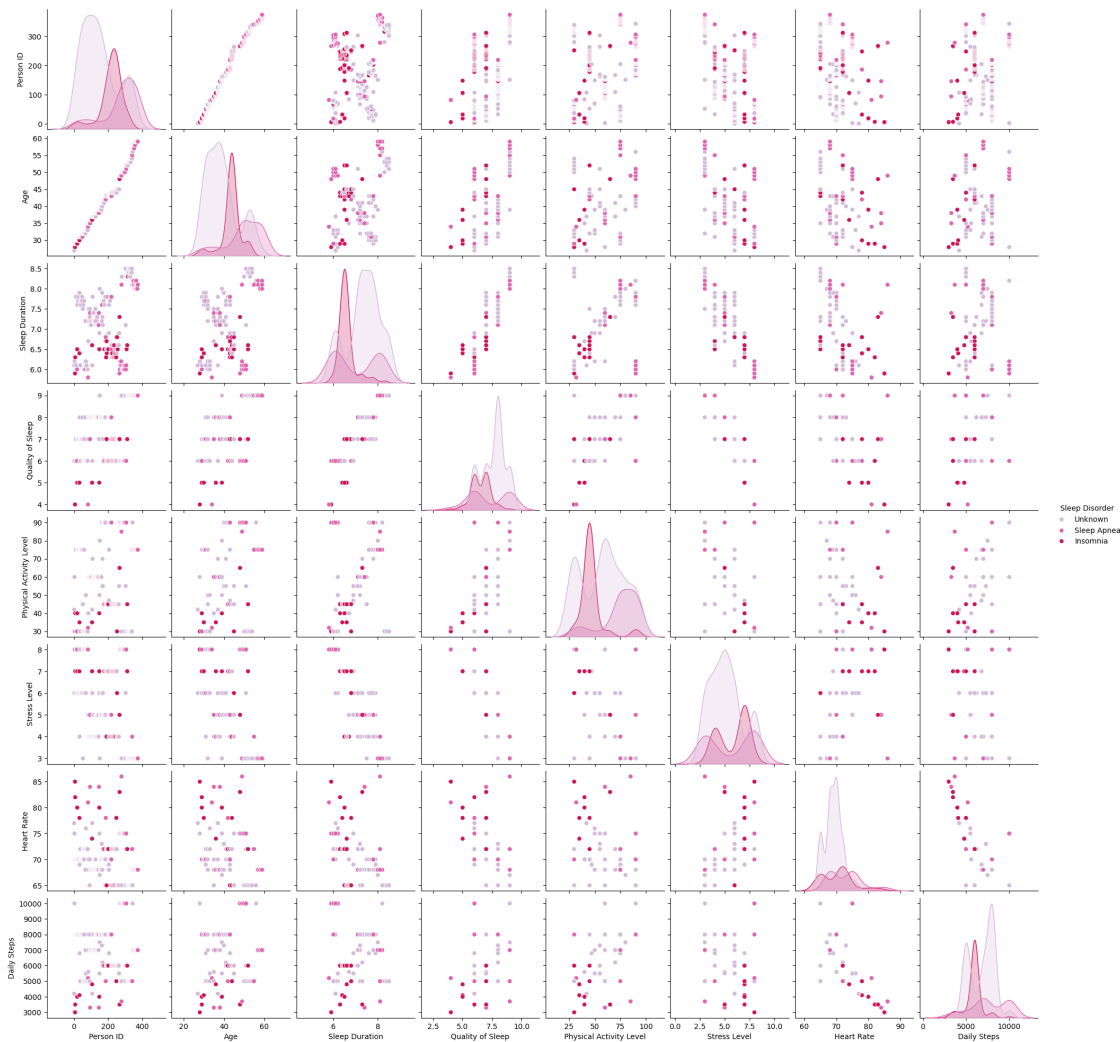 Person ID
300
200
100
0
Age
60
55
50
45
40
35
30
Sleep Duration
8.5
8.0
7.5
7.0
6.5
6.0
Quality of Sleep
9
8
7
6
5
4
Sleep Disorder
Unknown
Sleep Apnea
Insomnia
Physical Activity Level
90
80
70
60
50
40
30
Stress Level
8
7
6
5
4
3
Heart Rate
85
80
75
70
65
Daily Steps
10000
9000
8000
7000
6000
5000
4000
3000
0 200 400
20 40 60
6 8
2.5 5.0 7.5 10.0
0 25 50 75 100
0.0 2.5 5.0 7.5 10.0
60 70 80 90
5000 10000
Person ID Age Sleep Duration Quality of Sleep Physical Activity Level Stress Level Heart Rate Daily Steps